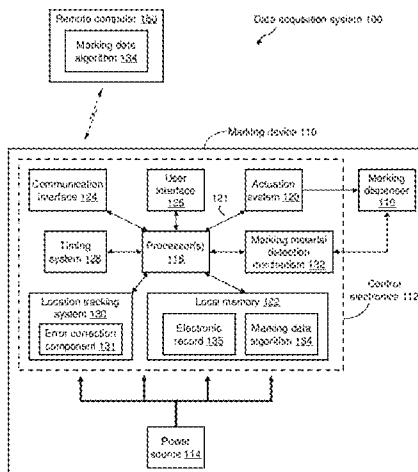 Remote computer 150
Marking data
algorithm 134
Data acquisition system 100
Marking device 110
Communication
interface 124
User
interface 126
Actuation
system 120
Marking
dispenser
116
121
Timing
system 128
Processor(s)
118
Marking material
detection
mechanism 132
Location tracking
system 130
Error correction
component 131
Local memory 122
Electronic
record 135
Marking data
algorithm 134
Control
electronics
112
Power
source 114